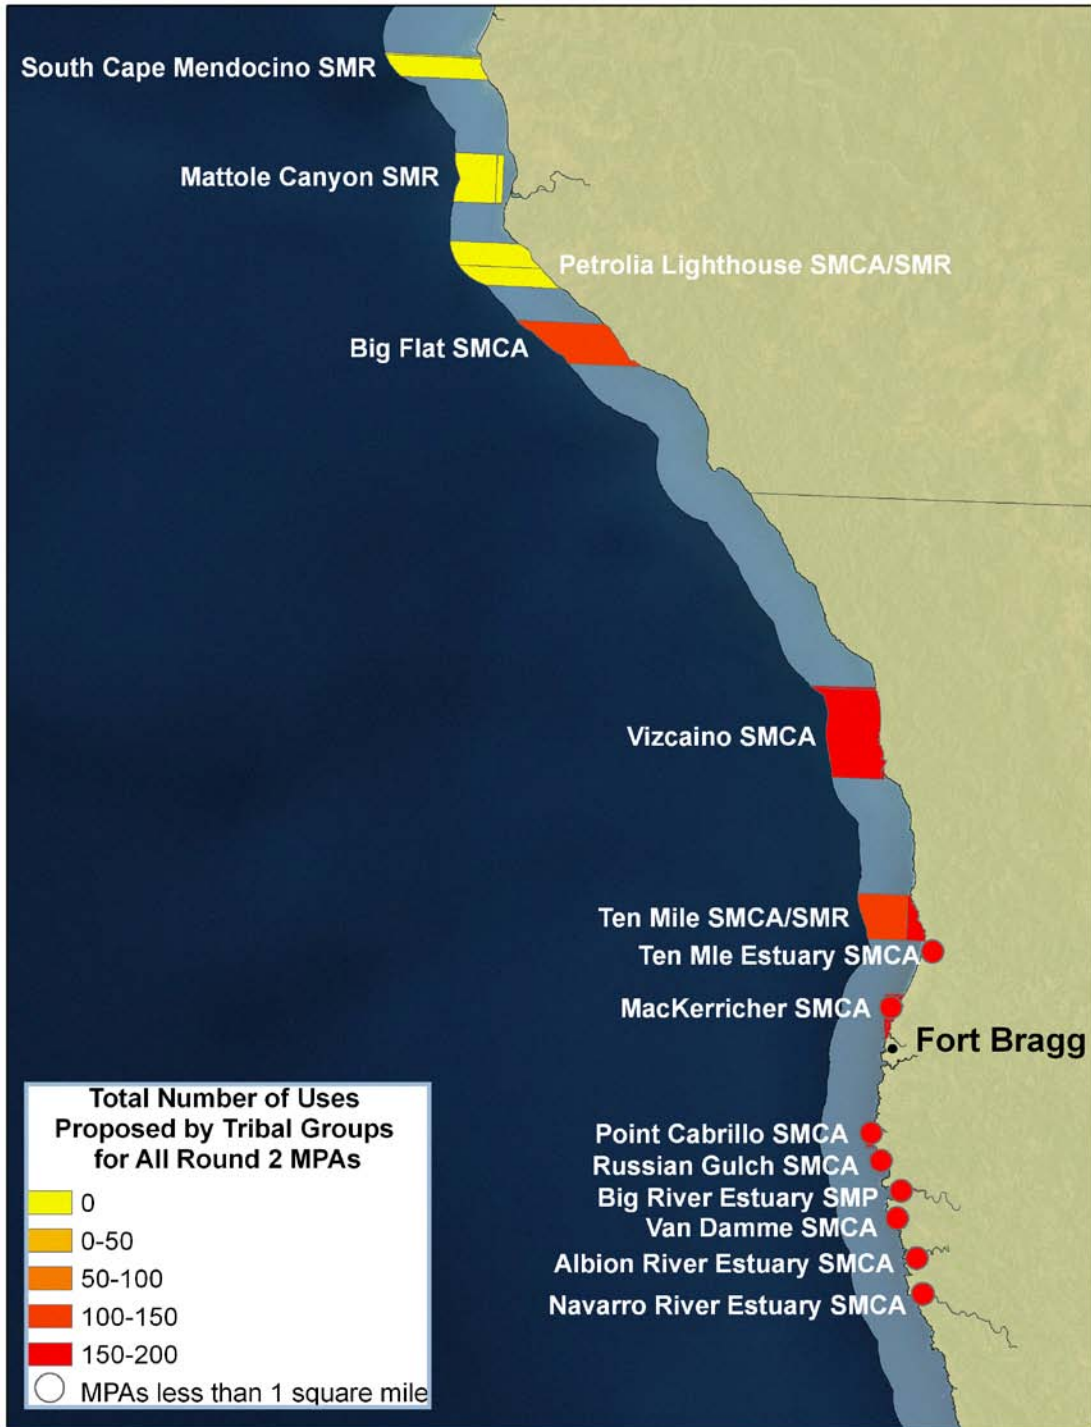 South Cape Mendocino SMR
Mattole Canyon SMR
Petrolia Lighthouse SMCA/SMR
Big Flat SMCA
Vizcaino SMCA
Ten Mile SMCA/SMR
Ten Mle Estuary SMCA
MacKerricher SMCA
Fort Bragg
Point Cabrillo SMCA
Russian Gulch SMCA
Big River Estuary SMP
Van Damme SMCA
Albion River Estuary SMCA
Navarro River Estuary SMCA
Total Number of Uses
Proposed by Tribal Groups
for All Round 2 MPAs
0
0-50
50-100
100-150
150-200
MPAs less than 1 square mile